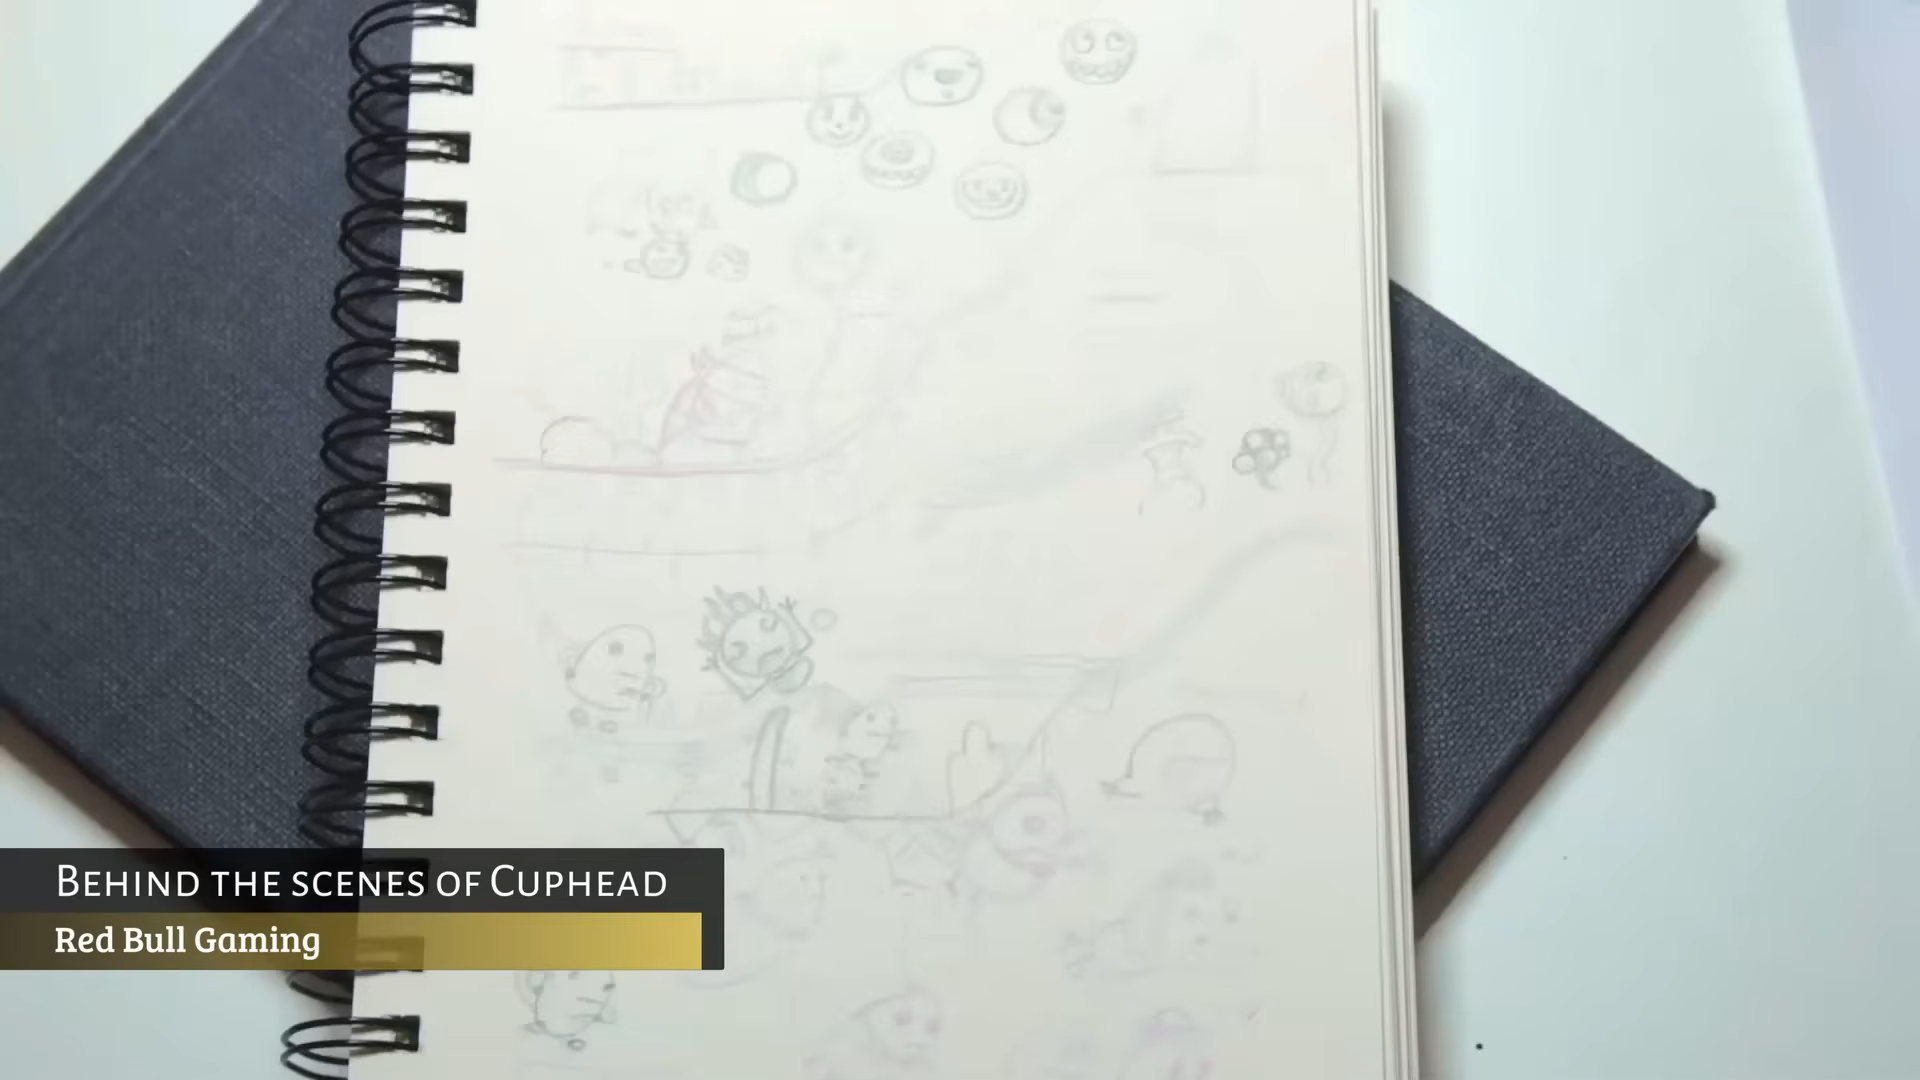 Behind the scenes of Cuphead
Red Bull Gaming